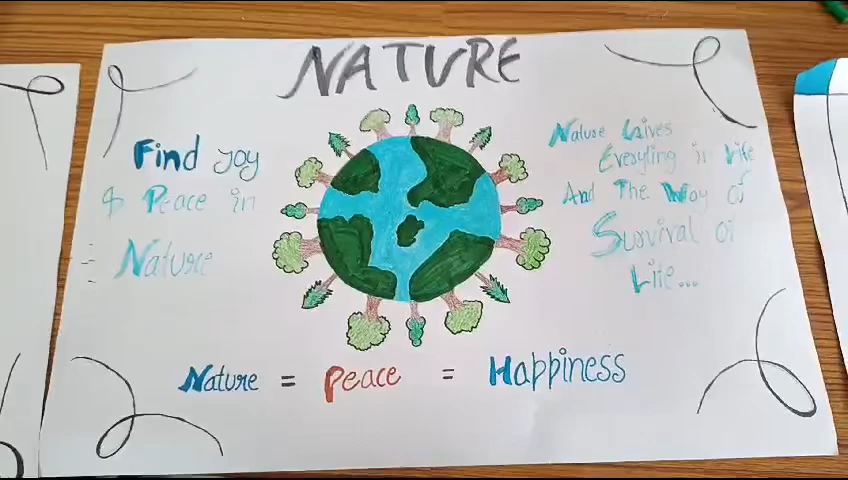 NATURE
Find Joy
& Peace in
= Nature
Nature Gives
Everyting in Life
And The Way of
Survival of
Life...
Nature = Peace = Happiness